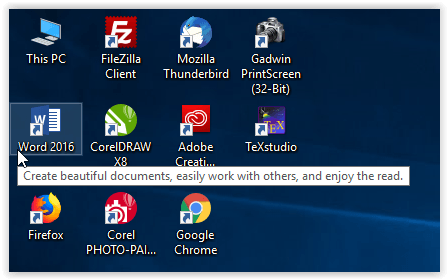 This PC
FileZilla
Client
Mozilla
Thunderbird
Gadwin
PrintScreen
(32-Bit)
Word 2016
CorelDRAW
X8
Adobe
Creati...
TeXstudio
Create beautiful documents, easily work with others, and enjoy the read.
Firefox
Corel
PHOTO-PAI...
Google
Chrome